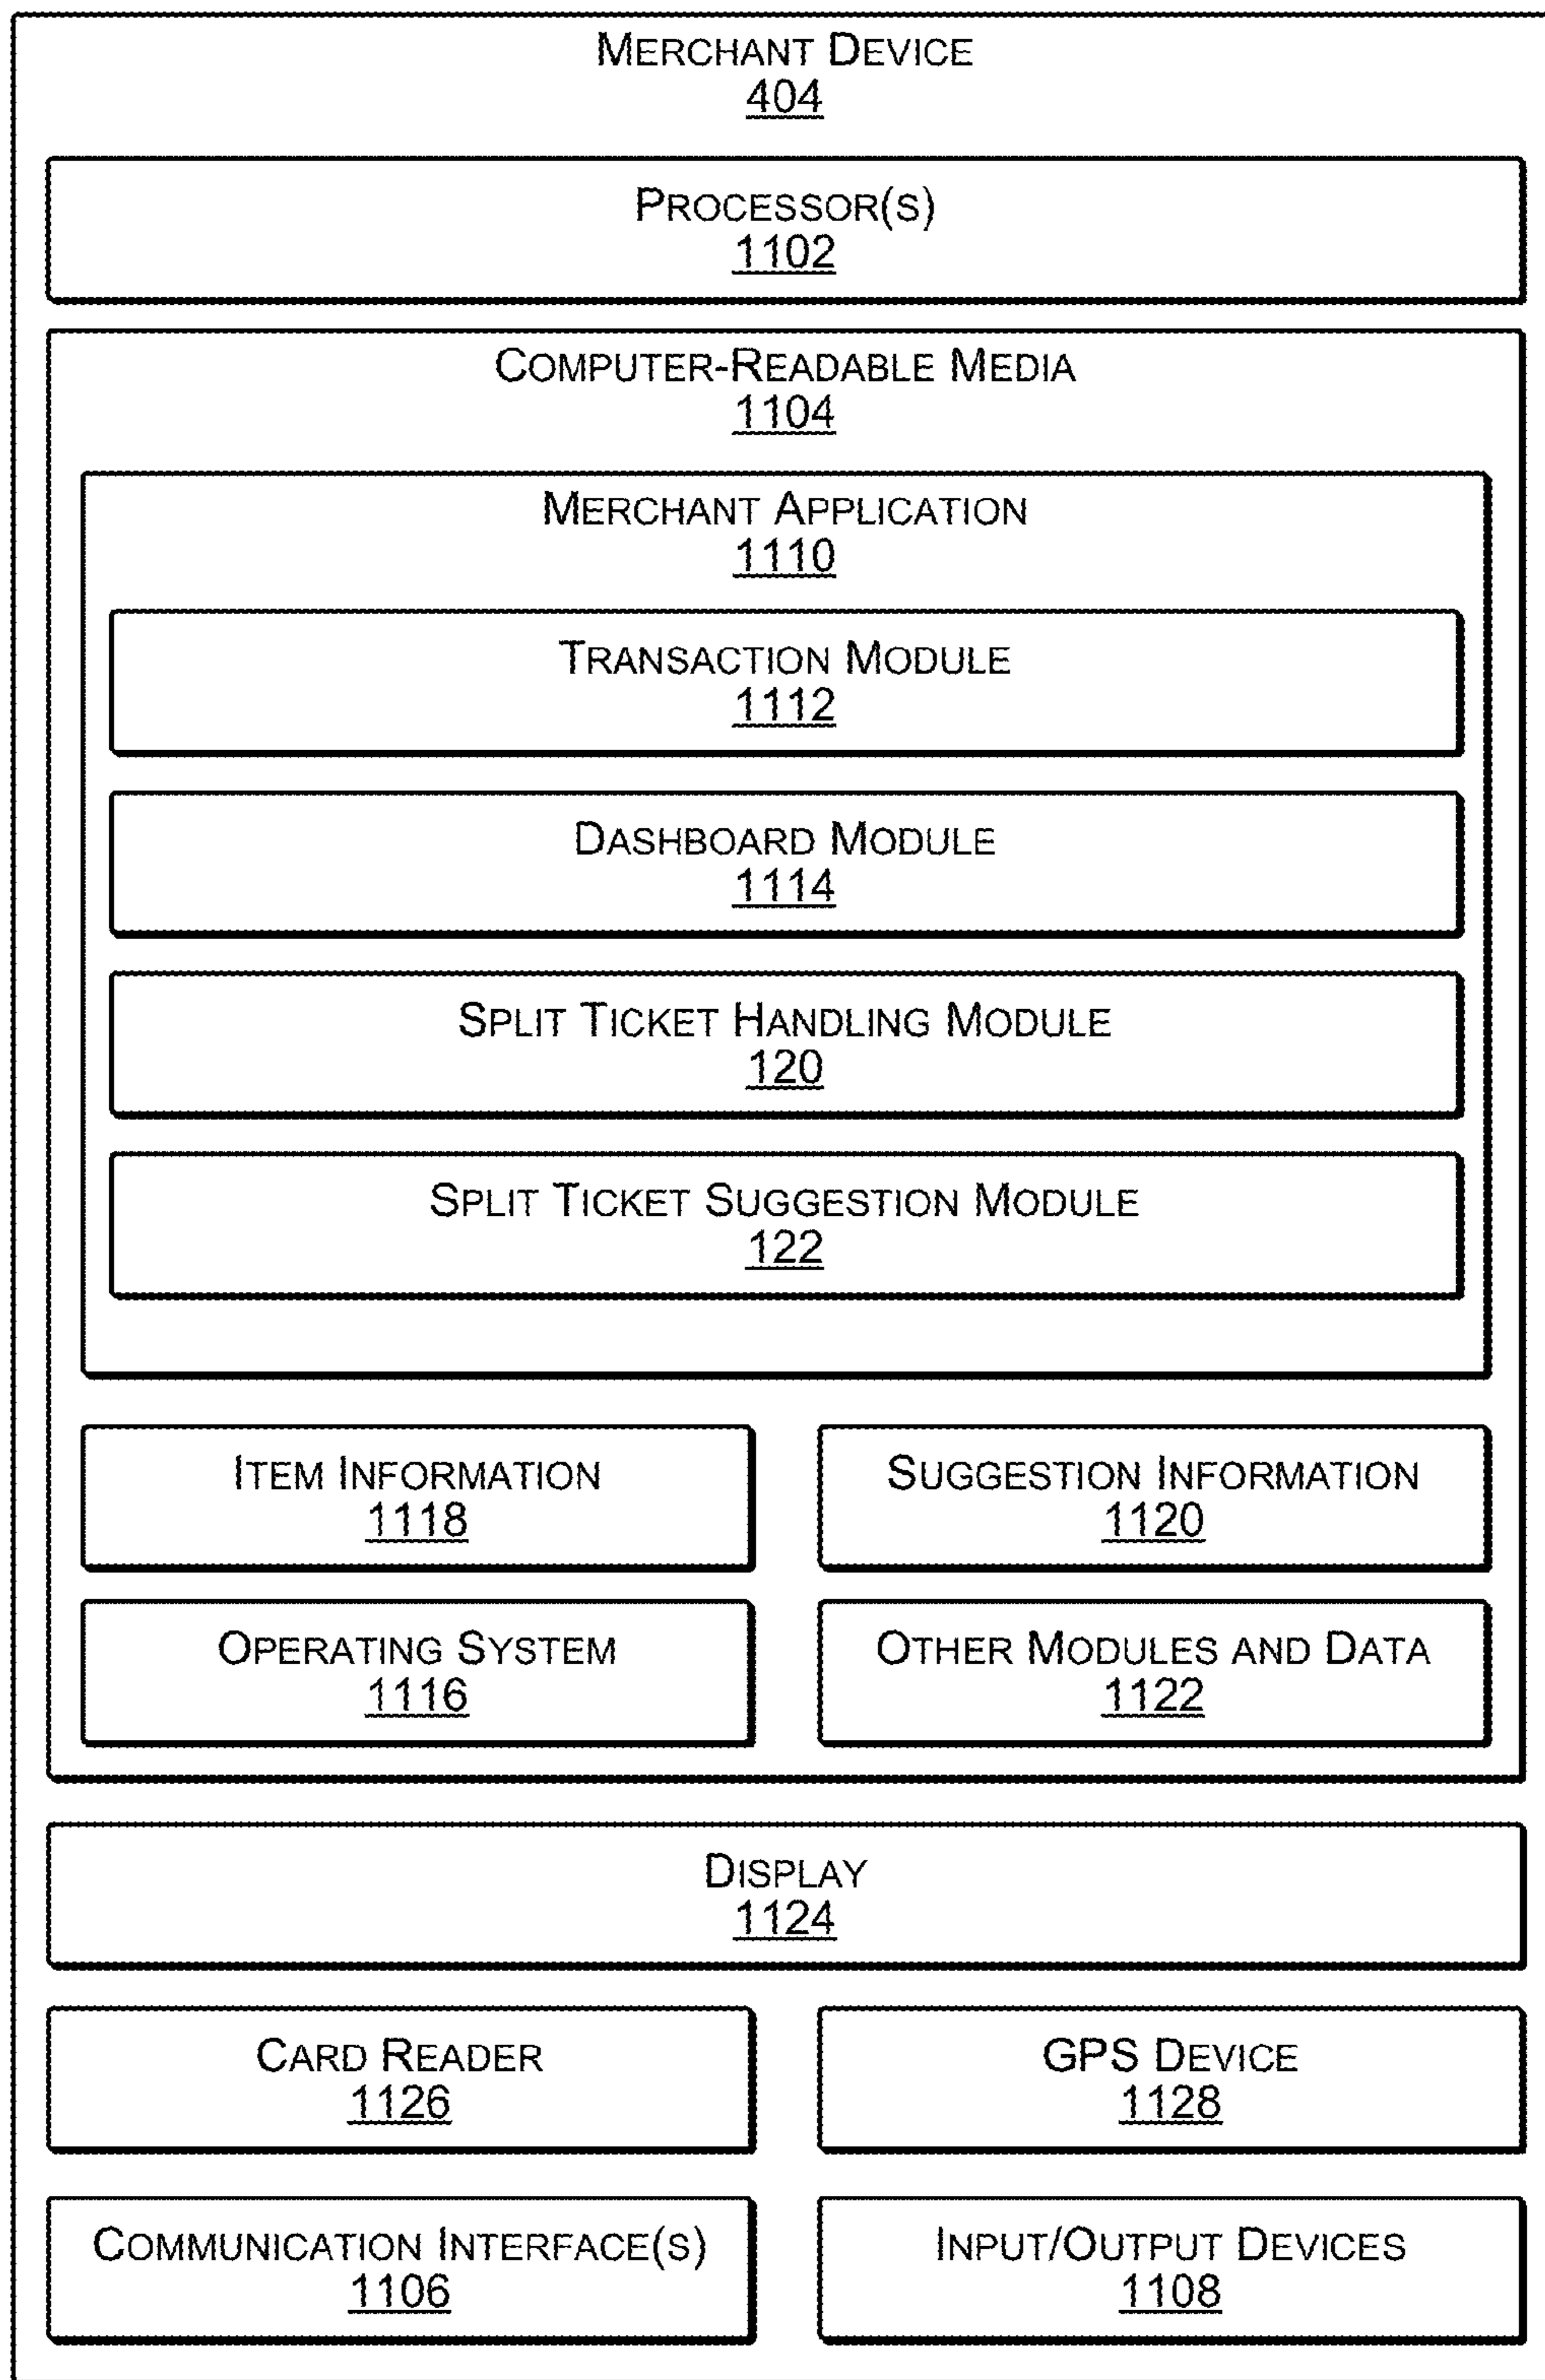 MERCHANT DEVICE
404
PROCESSOR(S)
1102
COMPUTER-READABLE MEDIA
1104
MERCHANT APPLICATION
1110
TRANSACTION MODULE
1112
DASHBOARD MODULE
1114
SPLIT TICKET HANDLING MODULE
120
SPLIT TICKET SUGGESTION MODULE
122
ITEM INFORMATION
1118
SUGGESTION INFORMATION
1120
OPERATING SYSTEM
1116
OTHER MODULES AND DATA
1122
DISPLAY
1124
CARD READER
1126
GPS DEVICE
1128
COMMUNICATION INTERFACE(S)
1106
INPUT/OUTPUT DEVICES
1108